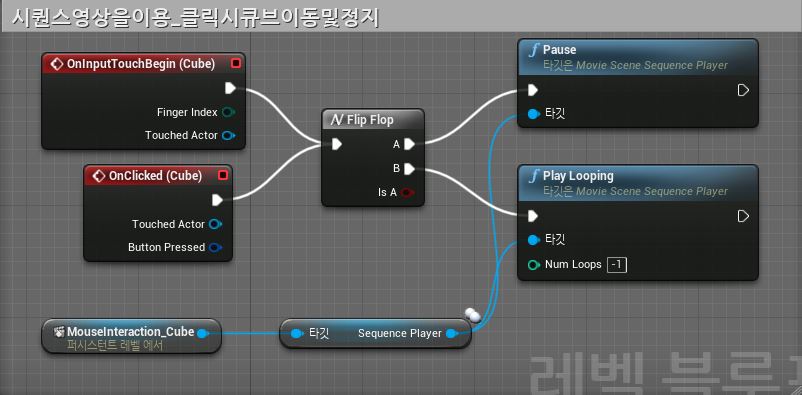 시퀀스영상을이용_클릭시큐브이동및정지
OnInputTouchBegin (Cube)
Finger Index
Touched Actor
OnClicked (Cube)
Touched Actor
Button Pressed
Flip Flop
A
B
Is A
Pause
타깃은 Movie Scene Sequence Player
타깃
Play Looping
타깃은 Movie Scene Sequence Player
타깃
Num Loops -1
MouseInteraction_Cube
퍼시스턴트 레벨 에서
타깃 Sequence Player
레벨 블루